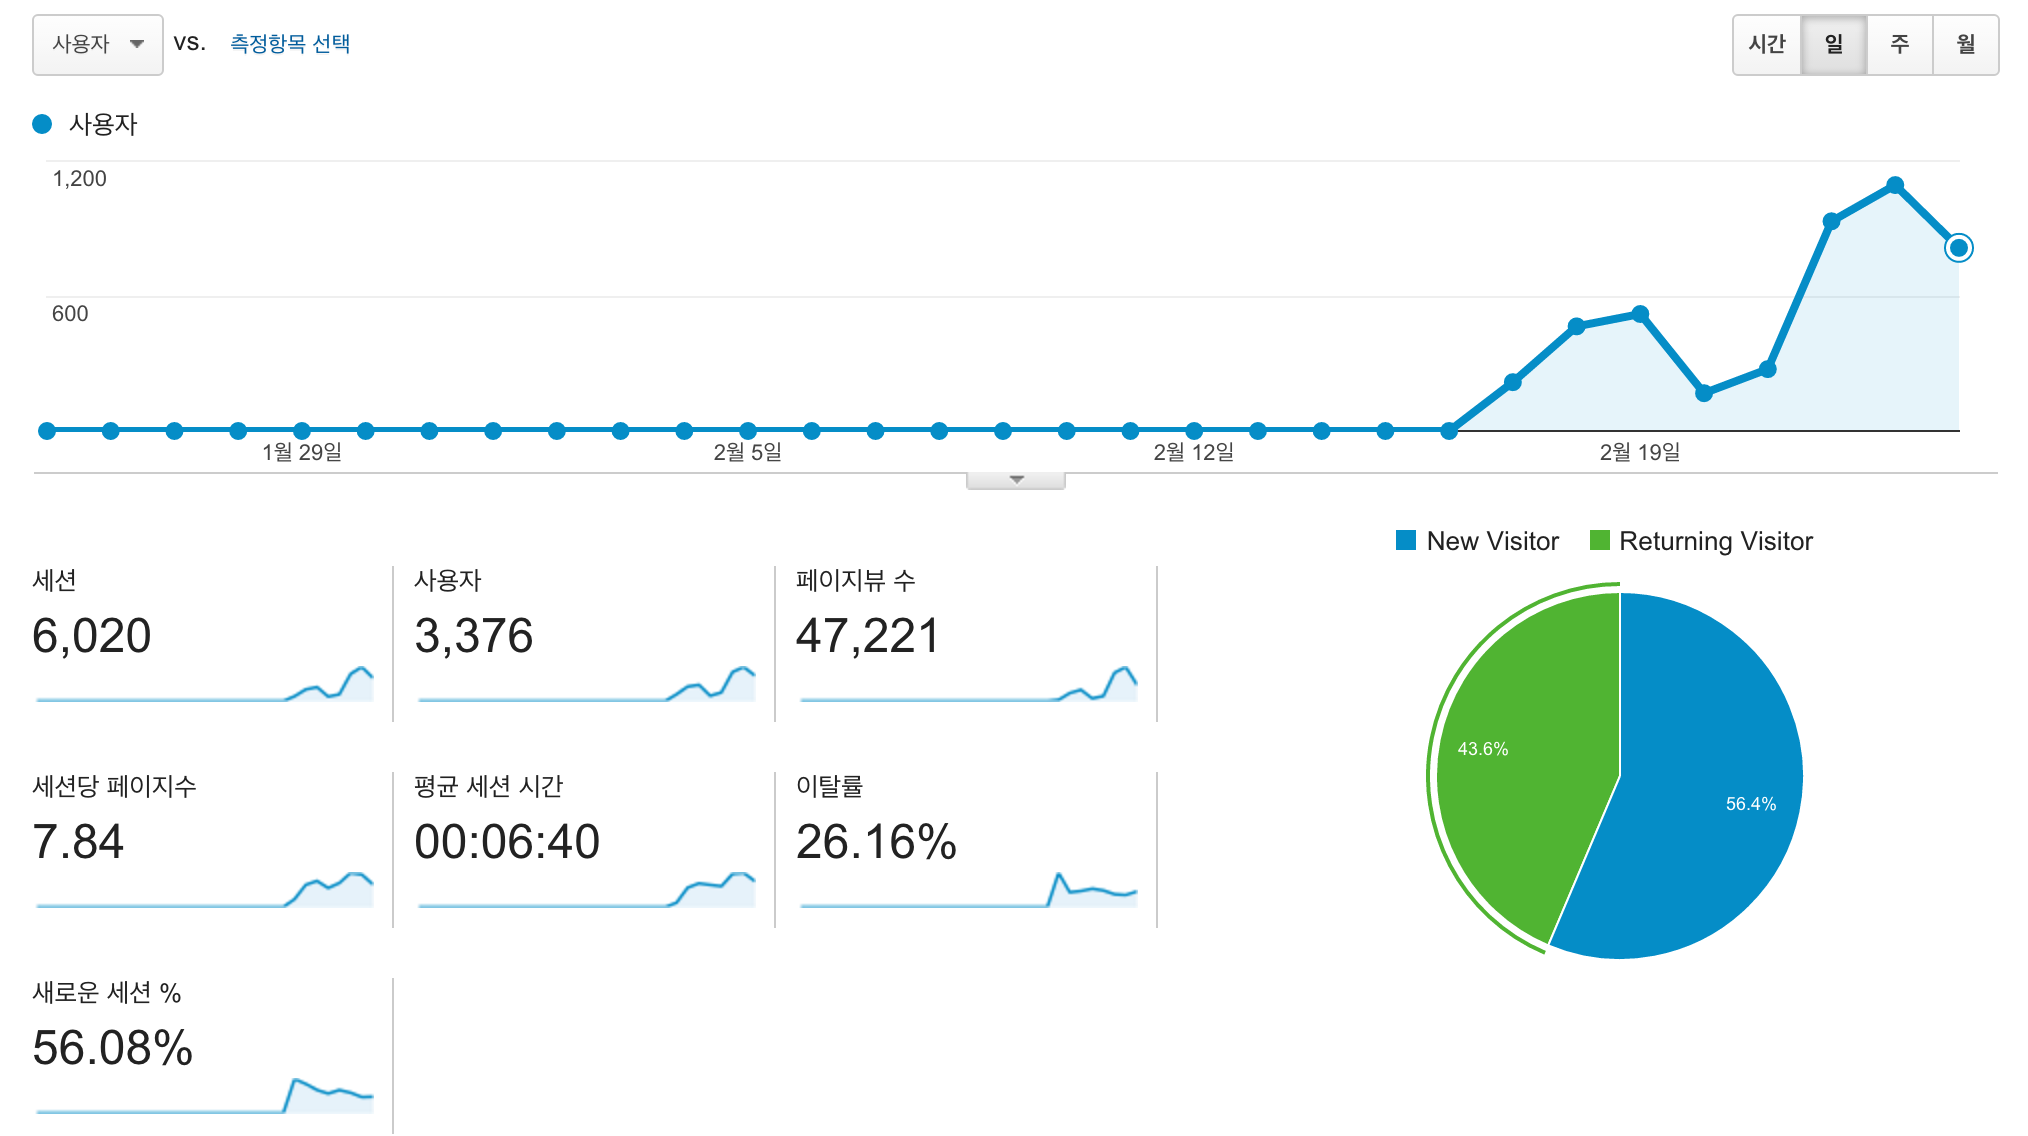 사용자 vs. 측정항목 선택
시간 일 주 월
사용자
1,200
600
1월 29일 2월 5일 2월 12일 2월 19일
New Visitor Returning Visitor
세션 사용자 페이지뷰 수
6,020 3,376 47,221
43.6%
56.4%
세션당 페이지수 평균 세션 시간 이탈률
7.84 00:06:40 26.16%
새로운 세션 %
56.08%